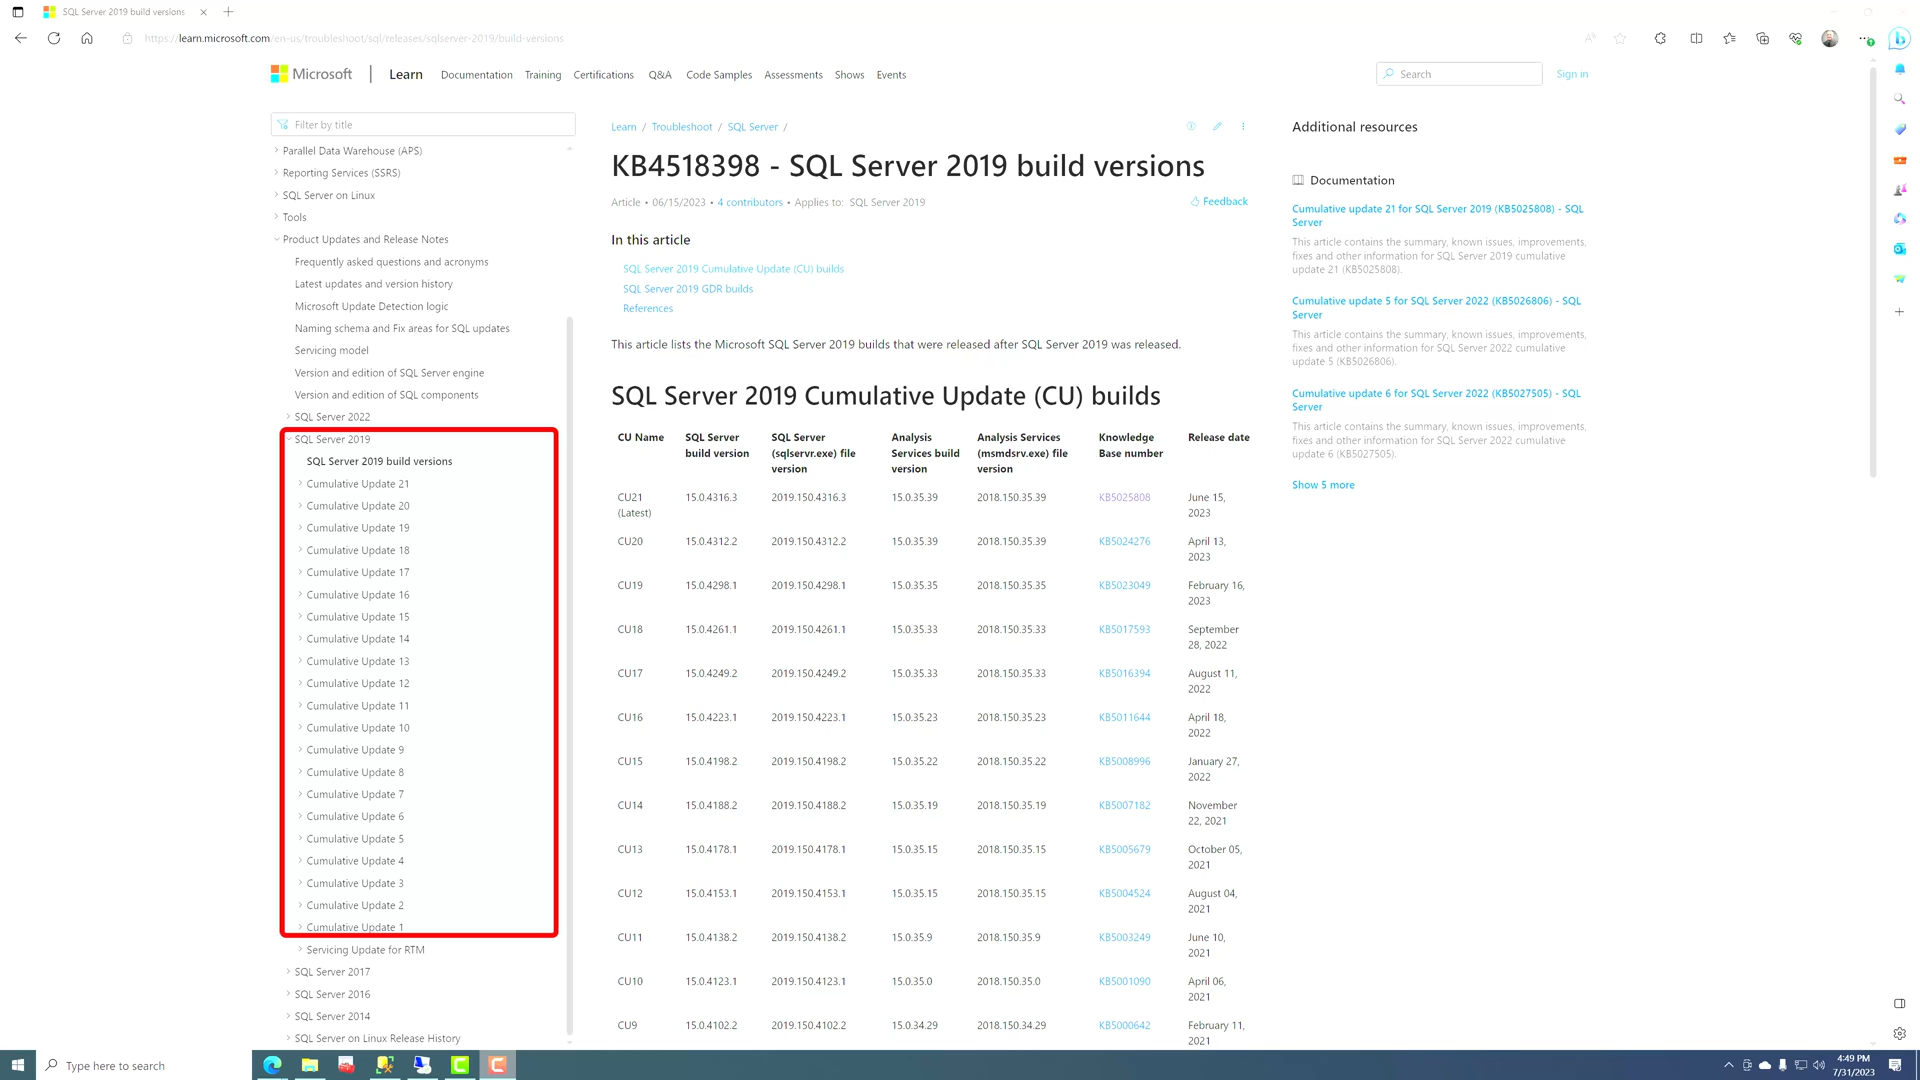 SQL Server 2019 build versions
https://learn.microsoft.com/en-us/troubleshoot/sql/releases/sqlserver-2019/build-versions
Microsoft | Learn Documentation Training Certifications Q&A Code Samples Assessments Shows Events
Search
Sign in
Filter by title
Parallel Data Warehouse (APS)
Reporting Services (SSRS)
SQL Server on Linux
Tools
Product Updates and Release Notes
Frequently asked questions and acronyms
Latest updates and version history
Microsoft Update Detection logic
Naming schema and Fix areas for SQL updates
Servicing model
Version and edition of SQL Server engine
Version and edition of SQL components
SQL Server 2022
SQL Server 2019
SQL Server 2019 build versions
Cumulative Update 21
Cumulative Update 20
Cumulative Update 19
Cumulative Update 18
Cumulative Update 17
Cumulative Update 16
Cumulative Update 15
Cumulative Update 14
Cumulative Update 13
Cumulative Update 12
Cumulative Update 11
Cumulative Update 10
Cumulative Update 9
Cumulative Update 8
Cumulative Update 7
Cumulative Update 6
Cumulative Update 5
Cumulative Update 4
Cumulative Update 3
Cumulative Update 2
Cumulative Update 1
Servicing Update for RTM
SQL Server 2017
SQL Server 2016
SQL Server 2014
SQL Server on Linux Release History
Learn / Troubleshoot / SQL Server /
KB4518398 - SQL Server 2019 build versions
Article • 06/15/2023 • 4 contributors • Applies to: SQL Server 2019
Feedback
In this article
SQL Server 2019 Cumulative Update (CU) builds
SQL Server 2019 GDR builds
References
This article lists the Microsoft SQL Server 2019 builds that were released after SQL Server 2019 was released.
SQL Server 2019 Cumulative Update (CU) builds
CU Name SQL Server Analysis Analysis Services Knowledge Release date
build version (sqlservr.exe) file Services build (msmdsrv.exe) file Base number
SQL Server version version version
CU21 15.0.4316.3 2019.150.4316.3 15.0.35.39 2018.150.35.39 KB5025808 June 15,
(Latest) 2023
CU20 15.0.4312.2 2019.150.4312.2 15.0.35.39 2018.150.35.39 KB5024276 April 13,
2023
CU19 15.0.4298.1 2019.150.4298.1 15.0.35.35 2018.150.35.35 KB5023049 February 16,
2023
CU18 15.0.4261.1 2019.150.4261.1 15.0.35.33 2018.150.35.33 KB5017593 September
28, 2022
CU17 15.0.4249.2 2019.150.4249.2 15.0.35.33 2018.150.35.33 KB5016394 August 11,
2022
CU16 15.0.4223.1 2019.150.4223.1 15.0.35.23 2018.150.35.23 KB5011644 April 18,
2022
CU15 15.0.4198.2 2019.150.4198.2 15.0.35.22 2018.150.35.22 KB5008996 January 27,
2022
CU14 15.0.4188.2 2019.150.4188.2 15.0.35.19 2018.150.35.19 KB5007182 November
22, 2021
CU13 15.0.4178.1 2019.150.4178.1 15.0.35.15 2018.150.35.15 KB5005679 October 05,
2021
CU12 15.0.4153.1 2019.150.4153.1 15.0.35.15 2018.150.35.15 KB5004524 August 04,
2021
CU11 15.0.4138.2 2019.150.4138.2 15.0.35.9 2018.150.35.9 KB5003249 June 10,
2021
CU10 15.0.4123.1 2019.150.4123.1 15.0.35.0 2018.150.35.0 KB5001090 April 06,
2021
CU9 15.0.4102.2 2019.150.4102.2 15.0.34.29 2018.150.34.29 KB5000642 February 11,
2021
Additional resources
Documentation
Cumulative update 21 for SQL Server 2019 (KB5025808) - SQL
Server
This article contains the summary, known issues, improvements,
fixes and other information for SQL Server 2019 cumulative
update 21 (KB5025808).
Cumulative update 5 for SQL Server 2022 (KB5026806) - SQL
Server
This article contains the summary, known issues, improvements,
fixes and other information for SQL Server 2022 cumulative
update 5 (KB5026806).
Cumulative update 6 for SQL Server 2022 (KB5027505) - SQL
Server
This article contains the summary, known issues, improvements,
fixes and other information for SQL Server 2022 cumulative
update 6 (KB5027505).
Show 5 more
Type here to search
4:49 PM
7/31/2023